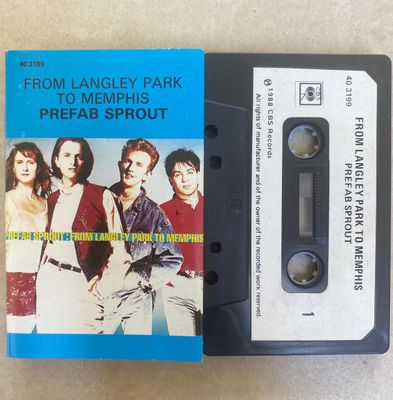 40 3199
FROM LANGLEY PARK
TO MEMPHIS
PREFAB SPROUT
REFAB SPROUT: FROM LANGLEY PARK TO MEMPHIS
℗ 1988 CBS Records
All rights of manufacturer and of the owner of the recorded work reserved.
CBS
40 3199
FROM LANGLEY PARK TO MEMPHIS
PREFAB SPROUT
1